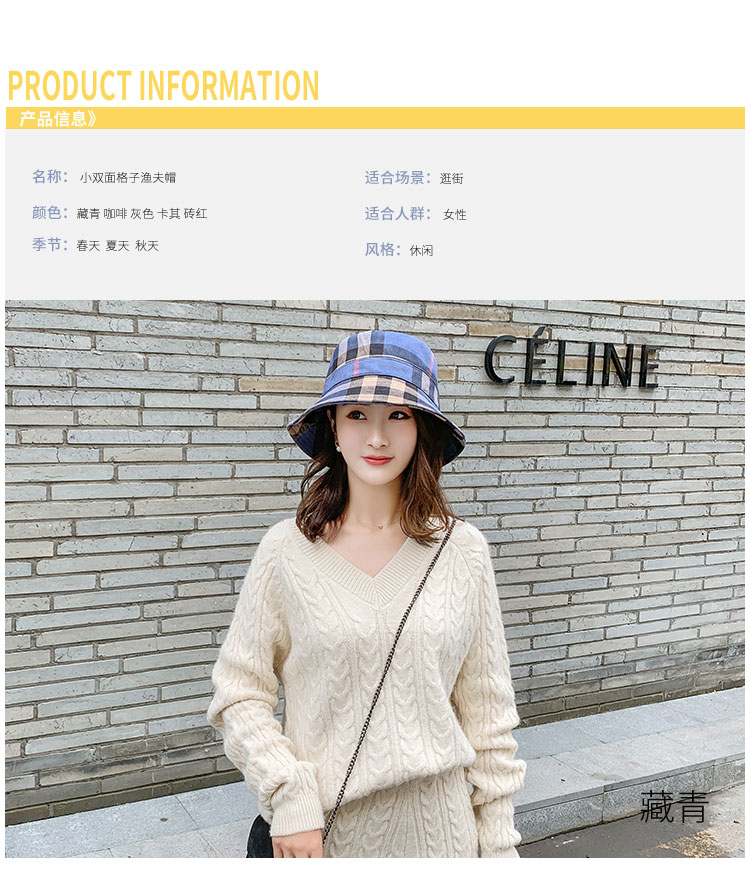 PRODUCT INFORMATION
产品信息》
名称： 小双面格子渔夫帽
适合场景： 逛街
颜色：藏青 咖啡 灰色 卡其 砖红
适合人群： 女性
季节：春天 夏天 秋天
风格：休闲
CÉLINE
藏青